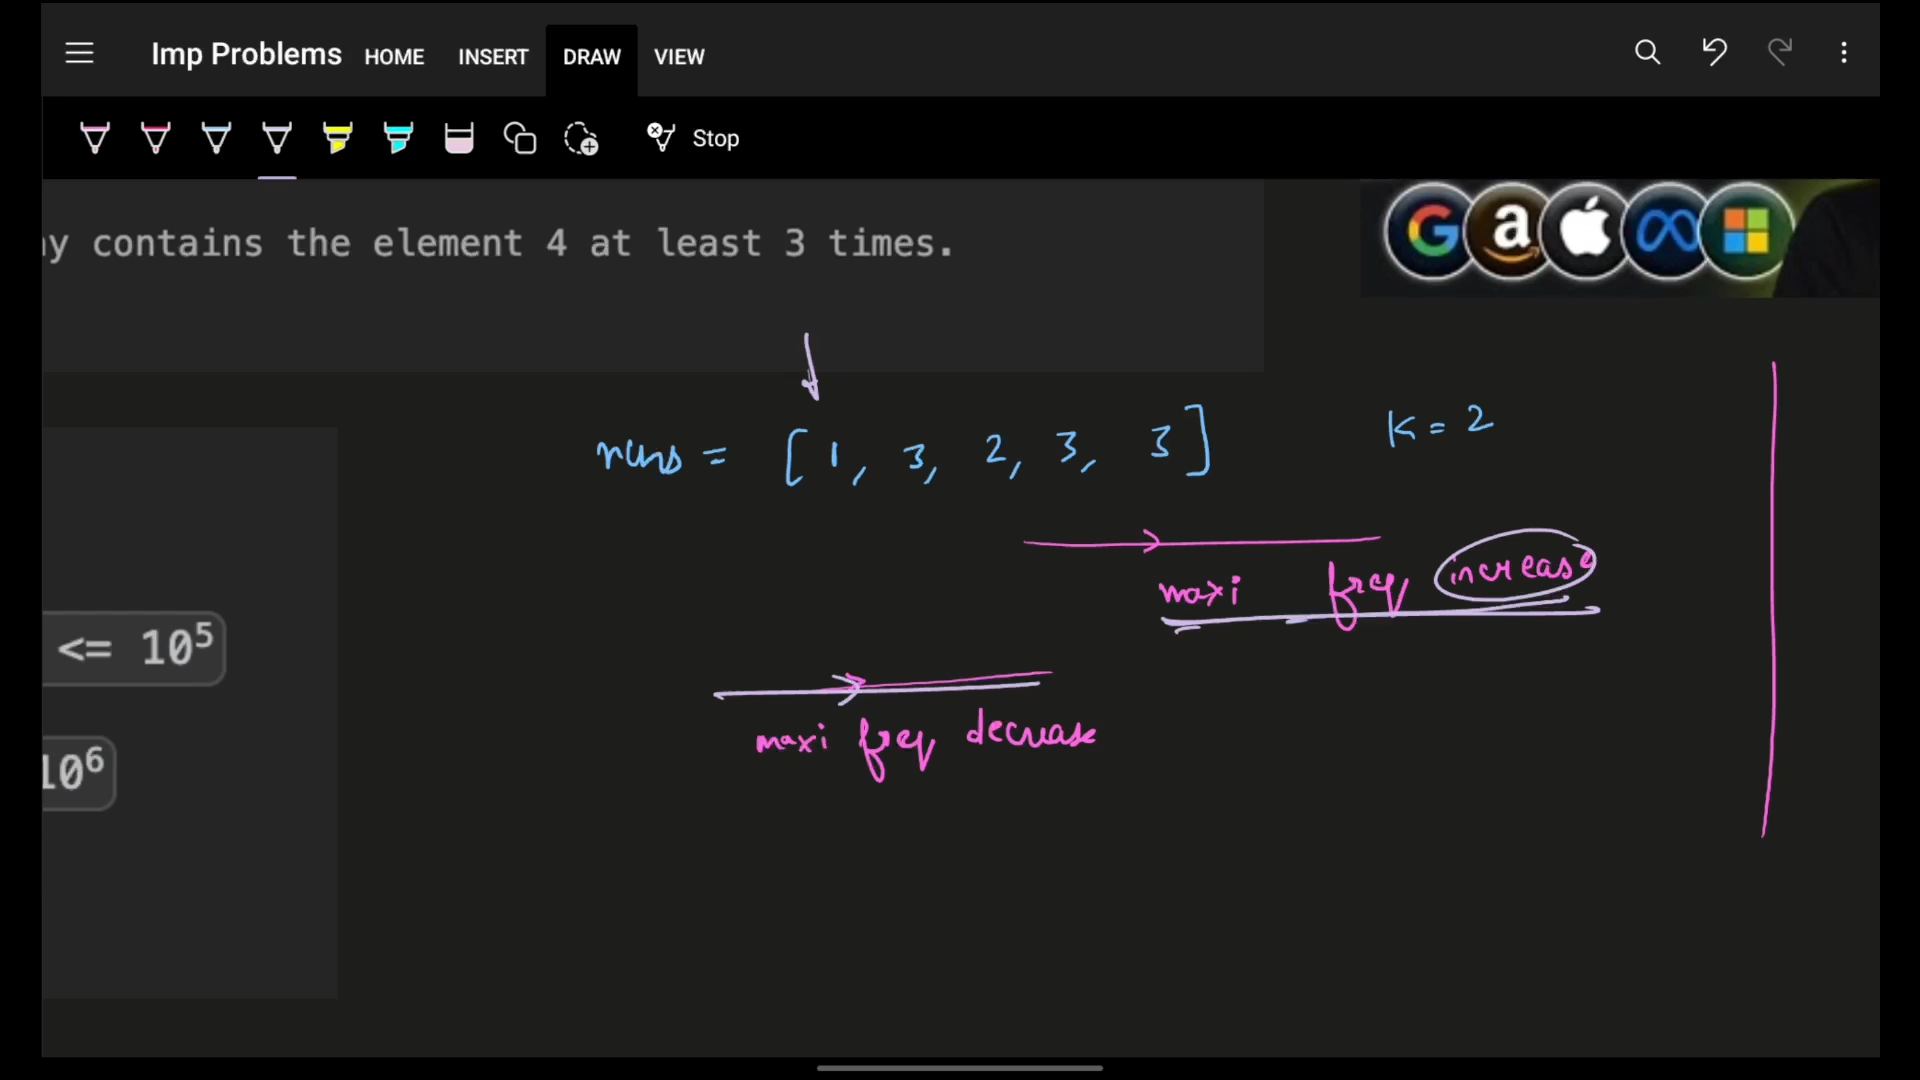 Imp Problems HOME INSERT DRAW VIEW
Stop
y contains the element 4 at least 3 times.
nums = [1, 3, 2, 3, 3] K = 2
maxi freq increase
<= 10^5
maxi freq decrease
10^6